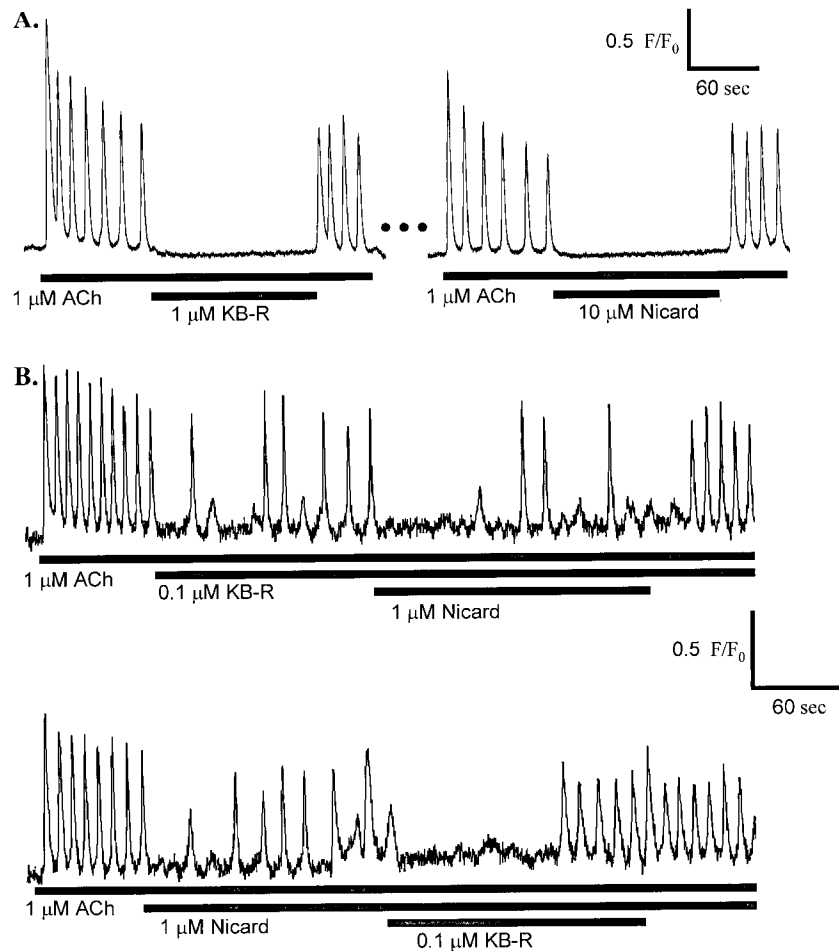 A.
0.5 F/F0
60 sec
1 μM ACh
1 μM KB-R
1 μM ACh
10 μM Nicard
B.
1 μM ACh
0.1 μM KB-R
1 μM Nicard
0.5 F/F0
60 sec
1 μM ACh
1 μM Nicard
0.1 μM KB-R